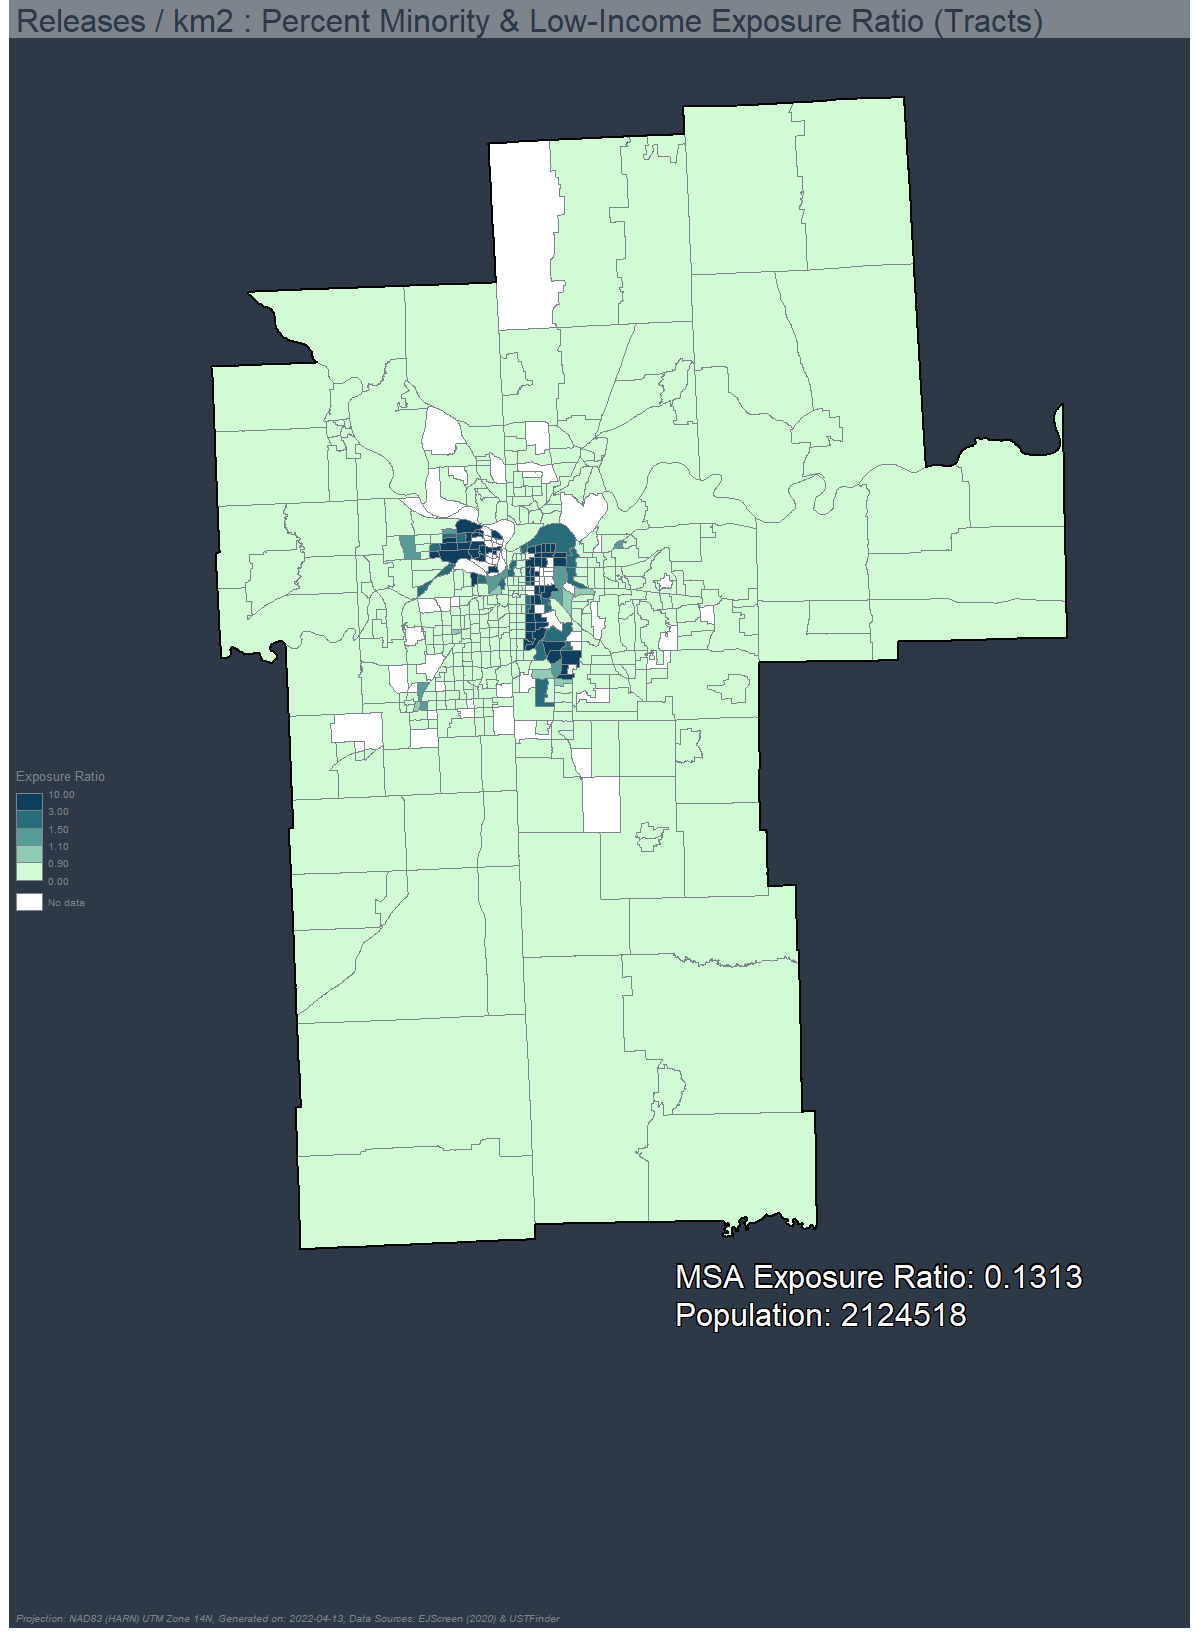 Releases / km2 : Percent Minority & Low-Income Exposure Ratio (Tracts)
Exposure Ratio
10.00
3.00
1.50
1.10
0.90
0.00
No data
MSA Exposure Ratio: 0.1313
Population: 2124518
Projection: NAD83 (HARN) UTM Zone 14N, Generated on: 2022-04-13, Data Sources: EJScreen (2020) & USTFinder